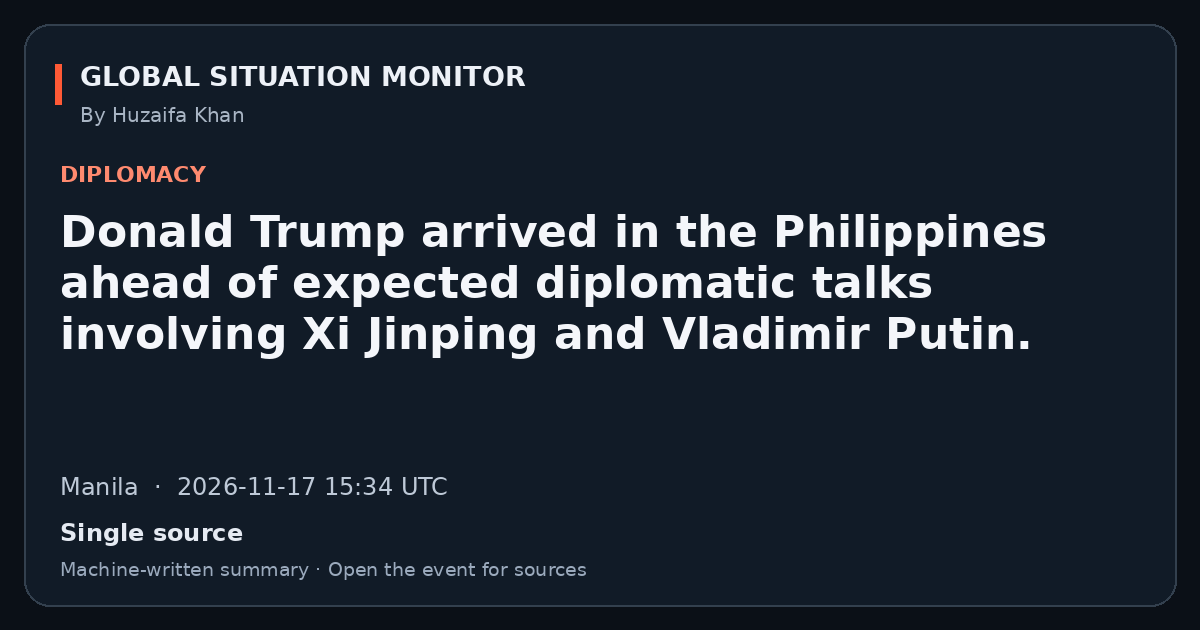 GLOBAL SITUATION MONITOR
By Huzaifa Khan
DIPLOMACY
Donald Trump arrived in the Philippines
ahead of expected diplomatic talks
involving Xi Jinping and Vladimir Putin.
Manila · 2026-11-17 15:34 UTC
Single source
Machine-written summary · Open the event for sources